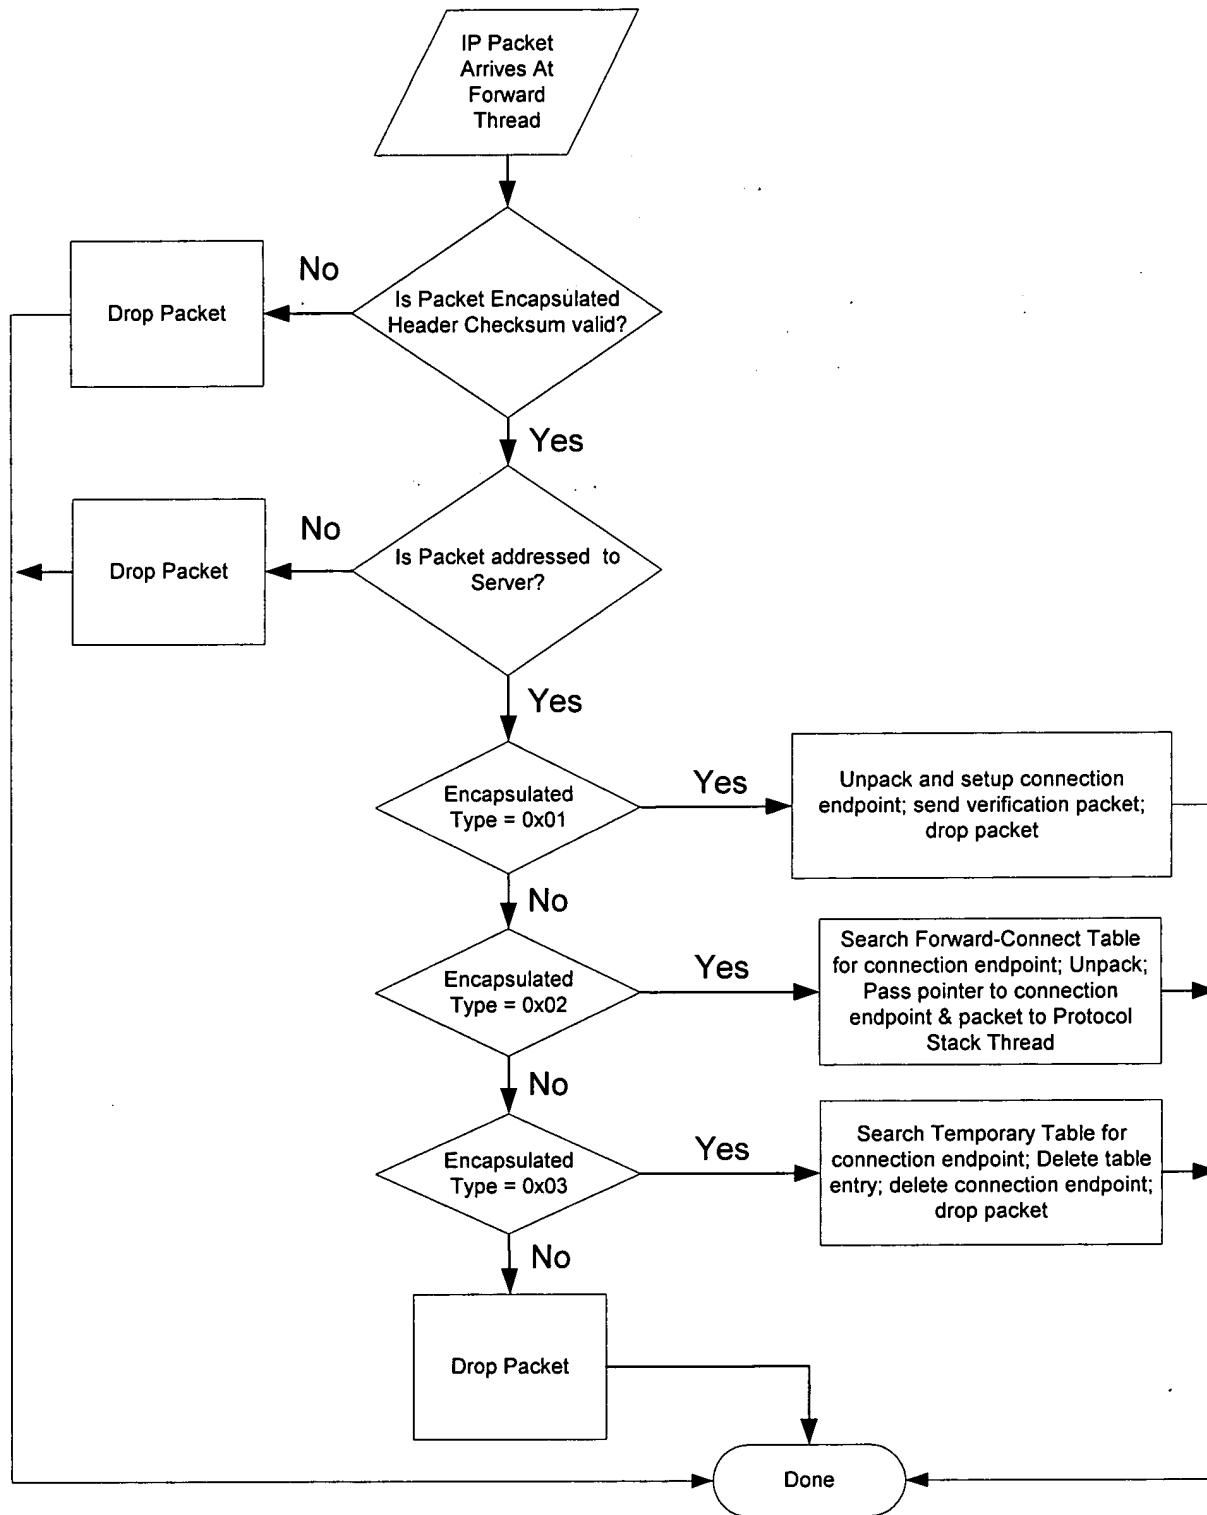 IP Packet
Arrives At
Forward
Thread
No
Drop Packet
Is Packet Encapsulated
Header Checksum valid?
Yes
No
Drop Packet
Is Packet addressed to
Server?
Yes
Encapsulated
Type = 0x01
Yes
Unpack and setup connection
endpoint; send verification packet;
drop packet
No
Encapsulated
Type = 0x02
Yes
Search Forward-Connect Table
for connection endpoint; Unpack;
Pass pointer to connection
endpoint & packet to Protocol
Stack Thread
No
Encapsulated
Type = 0x03
Yes
Search Temporary Table for
connection endpoint; Delete table
entry; delete connection endpoint;
drop packet
No
Drop Packet
Done